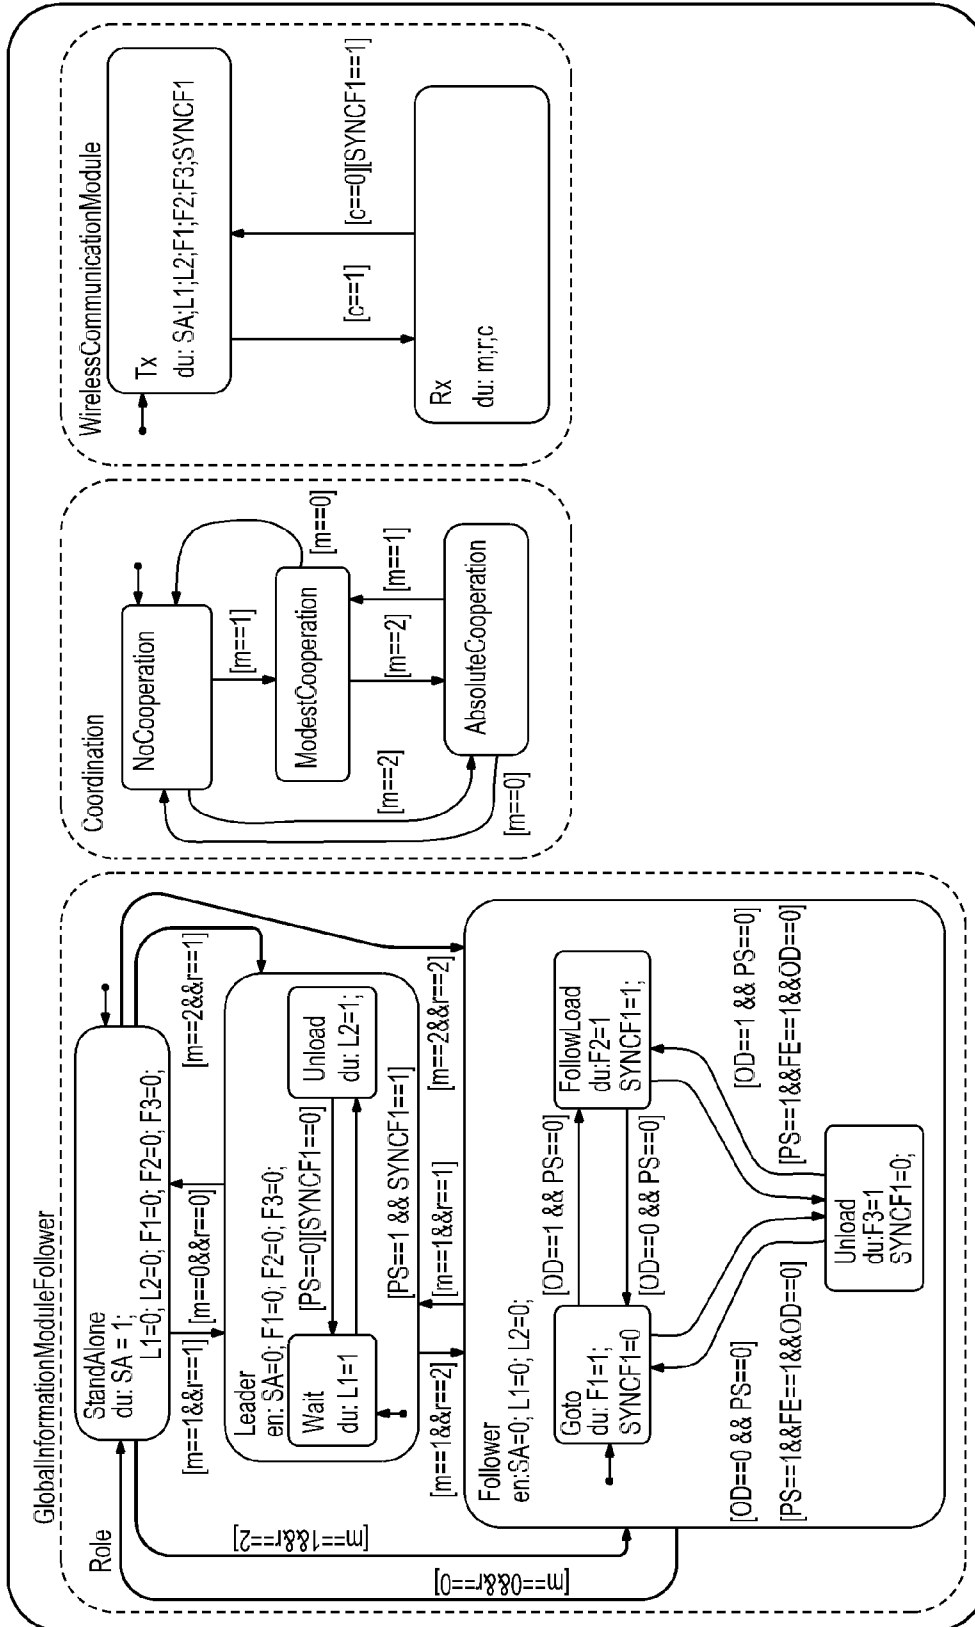 GlobalInformationModuleFollower
Role
StandAlone
du: SA = 1;
L1=0; L2=0; F1=0; F2=0; F3=0;
[m==1&&r==1]
[m==0&&r==0]
[m==2&&r==1]
Leader
en: SA=0; F1=0; F2=0; F3=0;
Wait
du: L1=1
[PS==0][SYNCF1==0]
Unload
du: L2=1;
[PS==1 && SYNCF1==1]
[m==1&&r==2]
[m==1&&r==1]
[m==2&&r==2]
[m==1&&r==2]
[m==0&&r==0]
Follower
en:SA=0; L1=0; L2=0;
Goto
du: F1=1;
SYNCF1=0
[OD==1 && PS==0]
[OD==0 && PS==0]
FollowLoad
du:F2=1
SYNCF1=1;
[OD==0 && PS==0]
[PS==1&&FE==1&&OD==0]
[OD==1 && PS==0]
[PS==1&&FE==1&&OD==0]
Unload
du:F3=1
SYNCF1=0;
Coordination
NoCooperation
[m==1]
[m==0]
ModestCooperation
[m==2]
[m==2]
[m==1]
AbsoluteCooperation
[m==0]
WirelessCommunicationModule
Tx
du: SA;L1;L2;F1;F2;F3;SYNCF1
[c==1]
[c==0][SYNCF1==1]
Rx
du: m;r;c